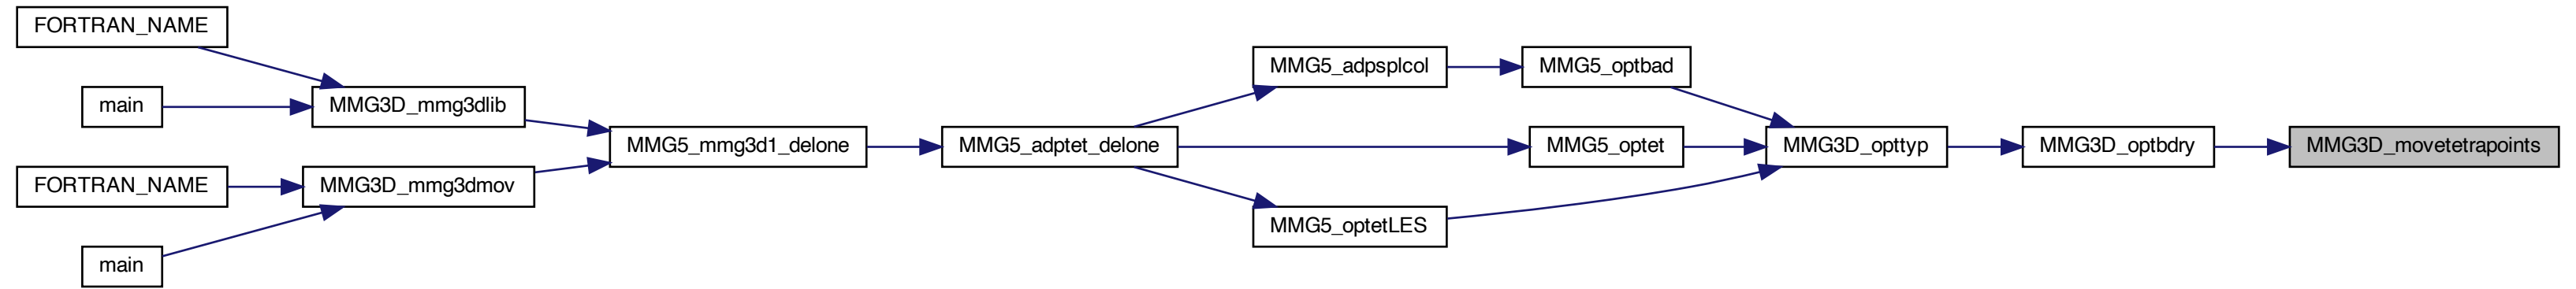 FORTRAN_NAME
main
MMG3D_mmg3dlib
FORTRAN_NAME
main
MMG3D_mmg3dmov
MMG5_mmg3d1_delone
MMG5_adptet_delone
MMG5_adpsplcol
MMG5_optbad
MMG5_optet
MMG5_optetLES
MMG3D_opttyp
MMG3D_optbdry
MMG3D_movetetrapoints